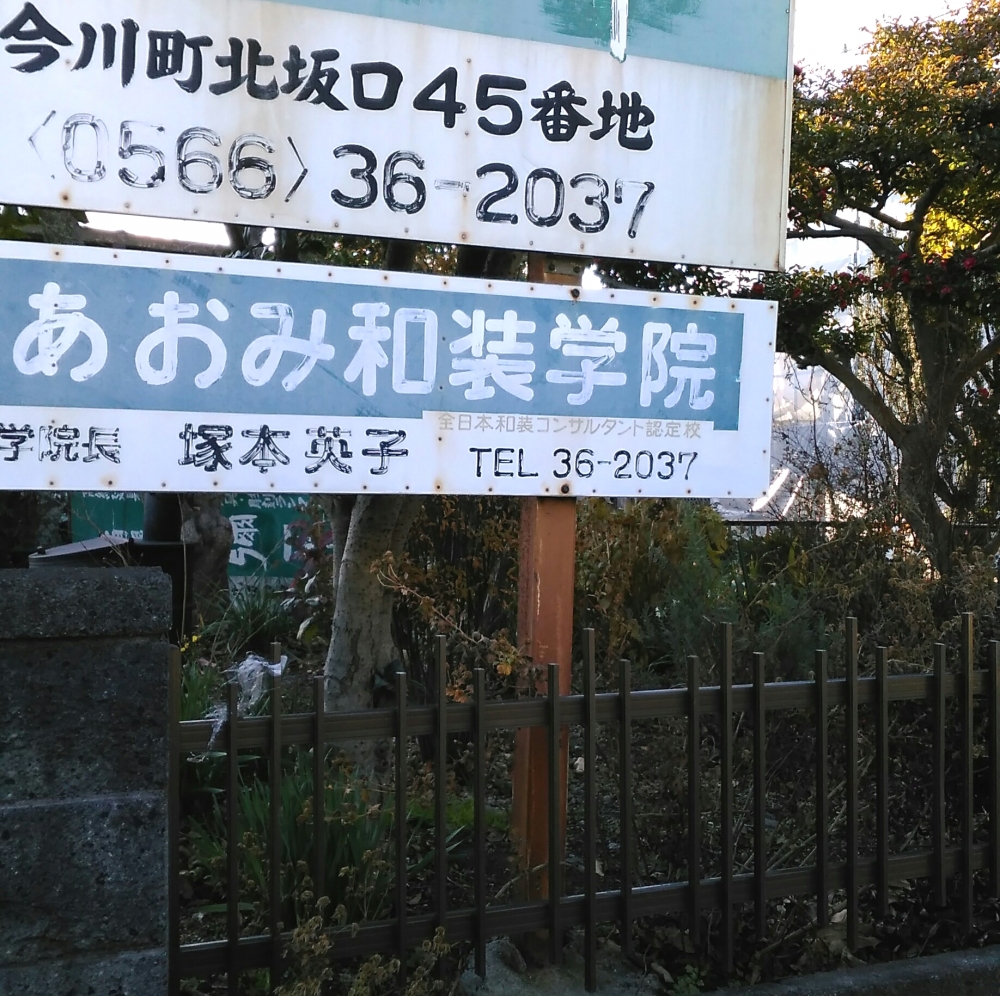 今川町北坂口45番地
〈0566〉36-2037
あおみ和装学院
全日本和装コンサルタント認定校
学院長 塚本英子 TEL 36-2037